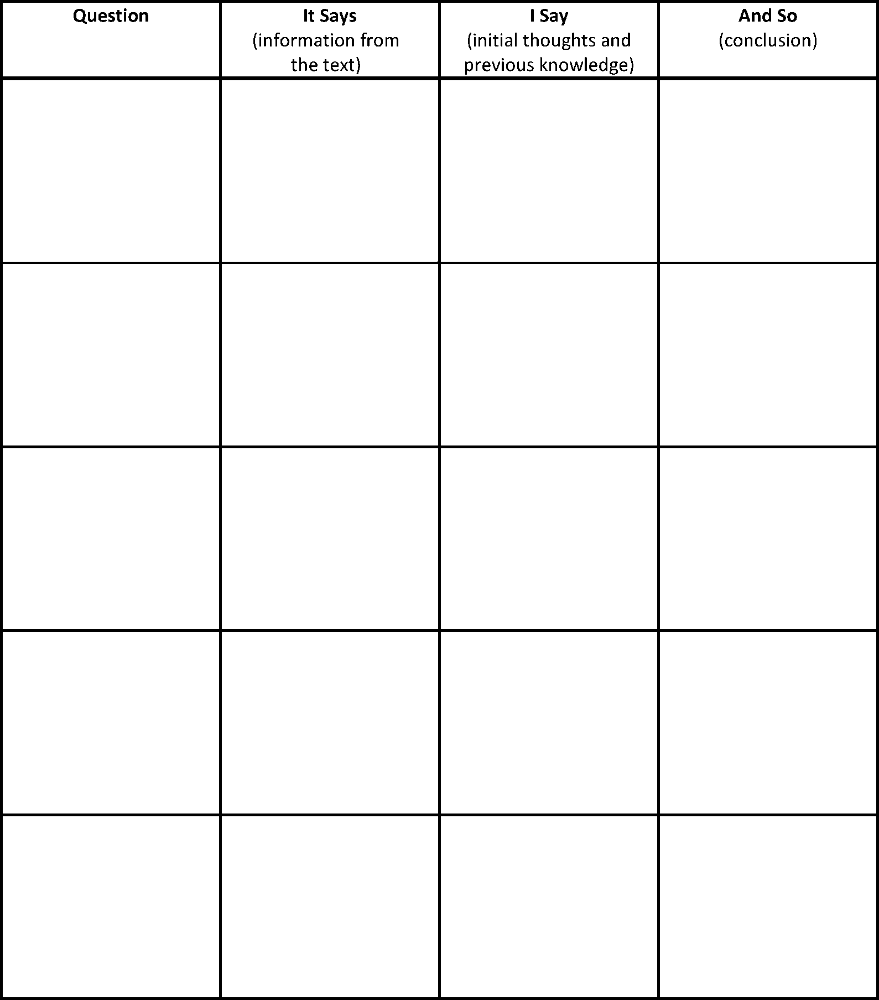 Question
It Says
(information from
the text)
I Say
(initial thoughts and
previous knowledge)
And So
(conclusion)